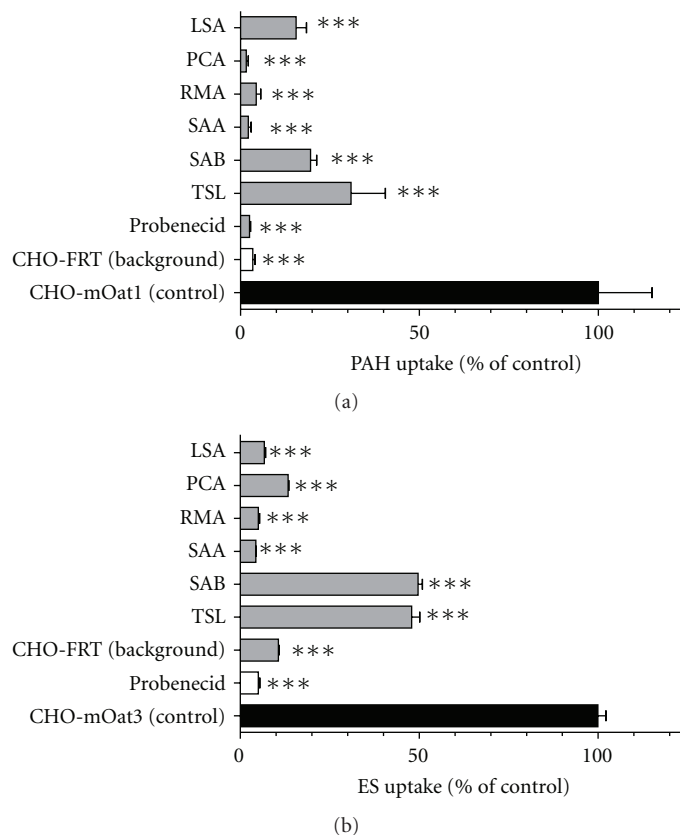 LSA ***
PCA ***
RMA ***
SAA ***
SAB ***
TSL ***
Probenecid ***
CHO-FRT (background) ***
CHO-mOat1 (control)
0 50 100
PAH uptake (% of control)
(a)
LSA ***
PCA ***
RMA ***
SAA ***
SAB ***
TSL ***
CHO-FRT (background) ***
Probenecid ***
CHO-mOat3 (control)
0 50 100
ES uptake (% of control)
(b)